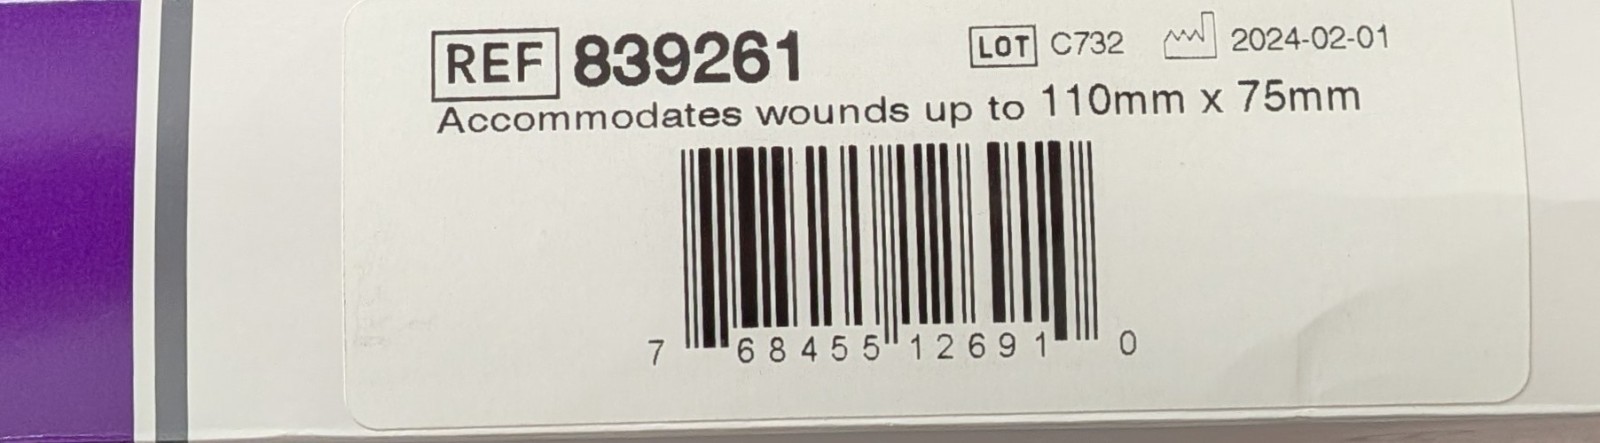 REF 839261 LOT C732 2024-02-01
Accommodates wounds up to 110mm x 75mm
7 68455 12691 0